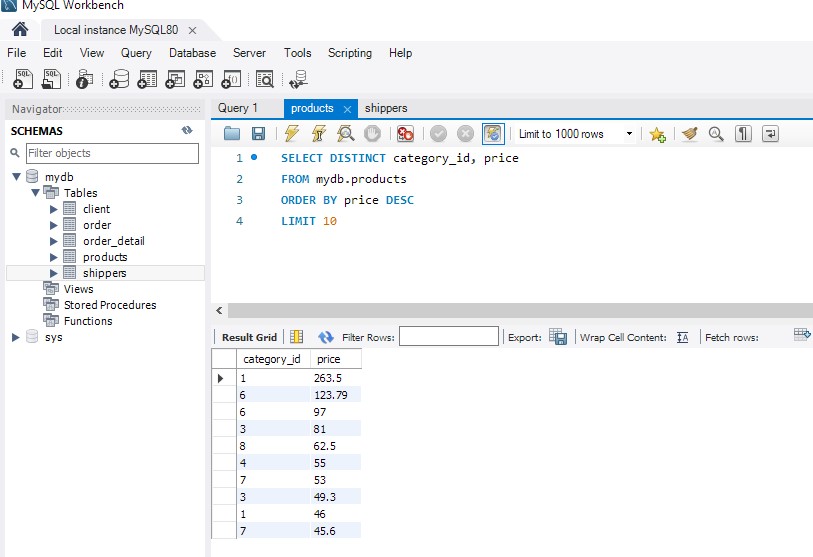 MySQL Workbench
Local instance MySQL80
File Edit View Query Database Server Tools Scripting Help
Navigator
SCHEMAS
Filter objects
mydb
Tables
client
order
order_detail
products
shippers
Views
Stored Procedures
Functions
sys
Query 1 products shippers
Limit to 1000 rows
1 SELECT DISTINCT category_id, price
2 FROM mydb.products
3 ORDER BY price DESC
4 LIMIT 10
Result Grid Filter Rows: Export: Wrap Cell Content: IA Fetch rows:
category_id price
1 263.5
6 123.79
6 97
3 81
8 62.5
4 55
7 53
3 49.3
1 46
7 45.6